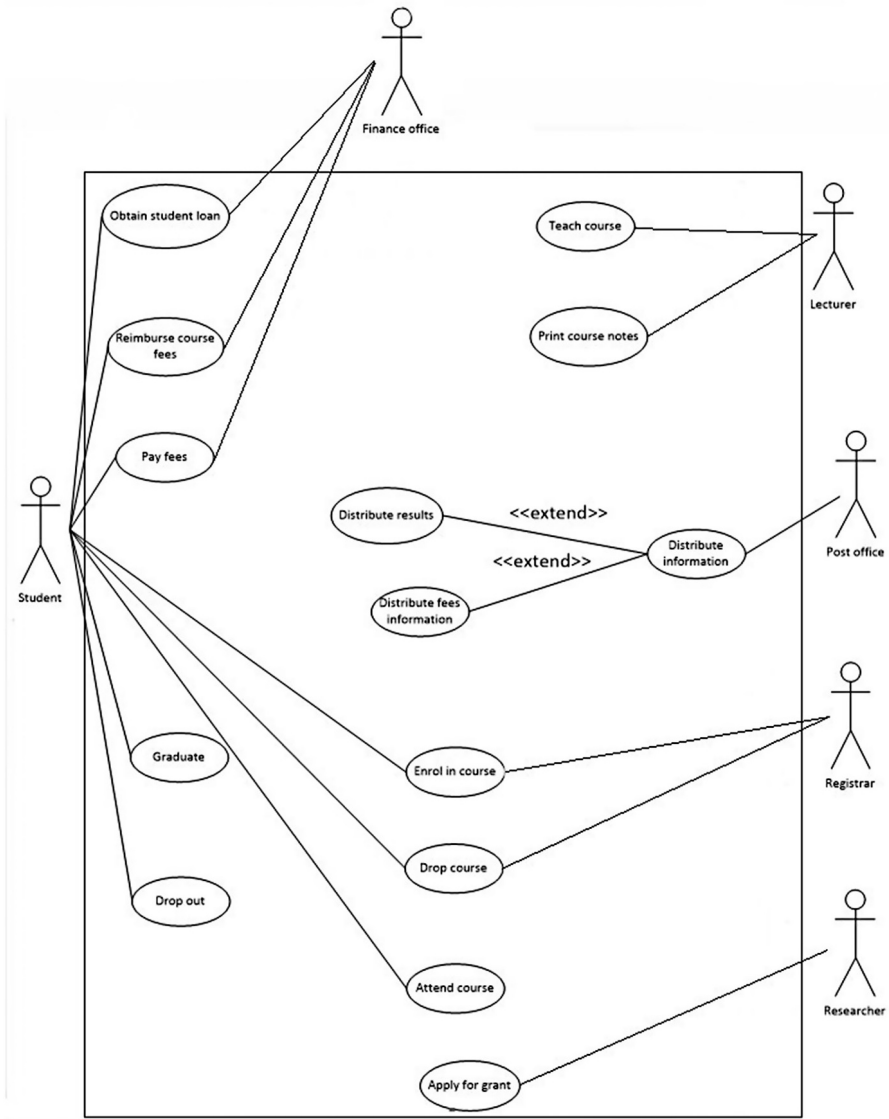 Finance office
Obtain student loan
Teach course
Lecturer
Reimburse course
fees
Print course notes
Pay fees
Distribute results
<<extend>>
Distribute
information
Post office
<<extend>>
Student
Distribute fees
information
Graduate
Enrol in course
Registrar
Drop course
Drop out
Attend course
Researcher
Apply for grant